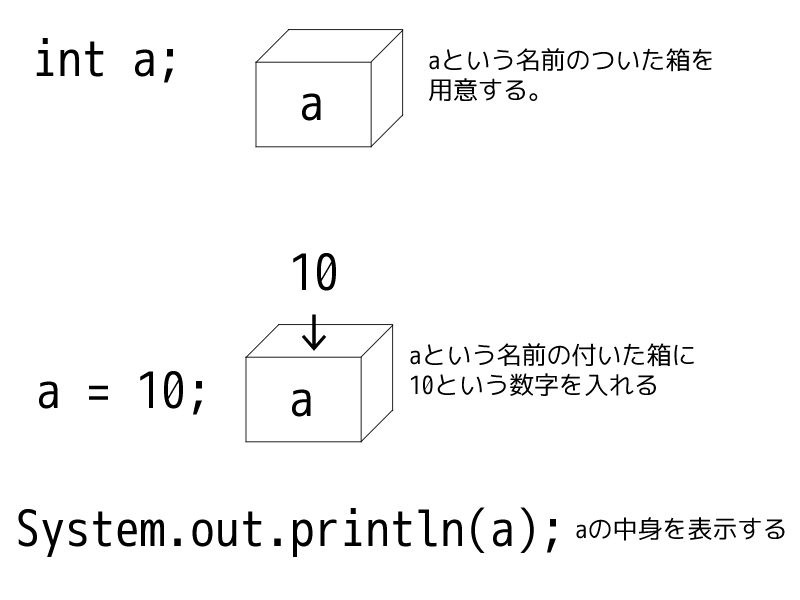 int a;
a
aという名前のついた箱を
用意する。
10
a = 10;
a
aという名前の付いた箱に
10という数字を入れる
System.out.println(a);
aの中身を表示する